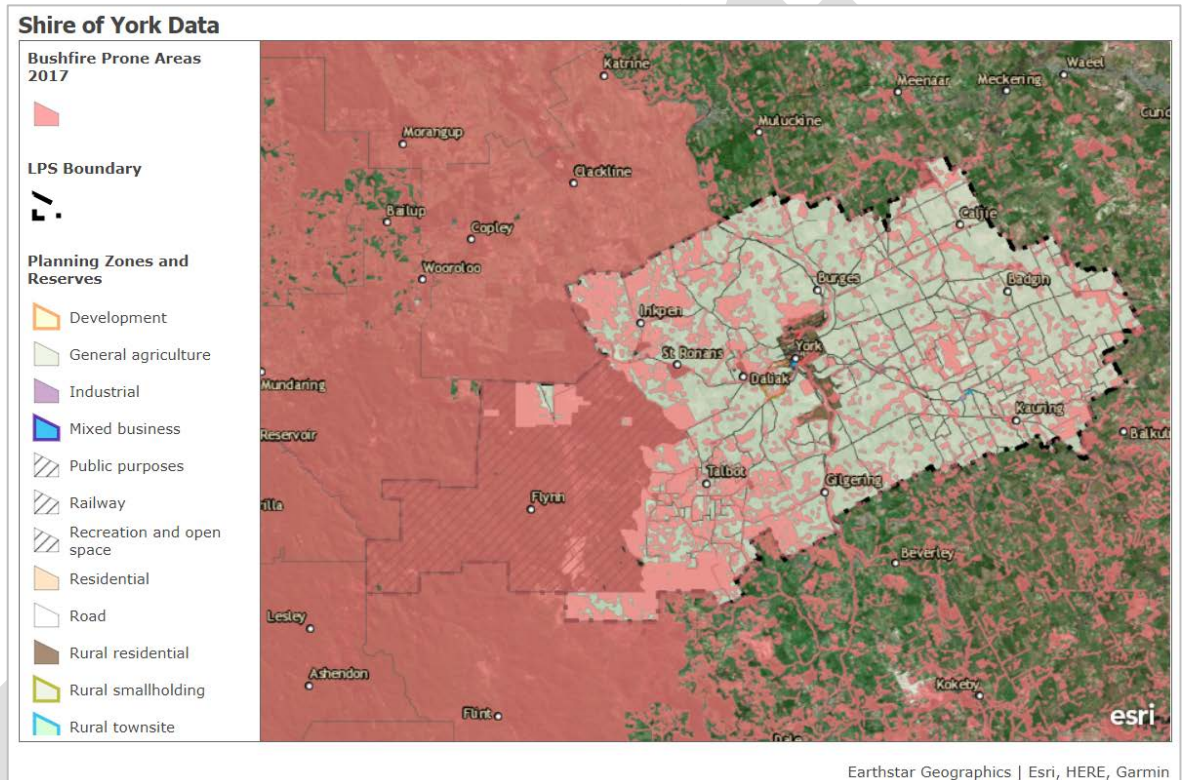 Shire of York Data
Bushfire Prone Areas
2017
LPS Boundary
Planning Zones and
Reserves
Development
General agriculture
Industrial
Mixed business
Public purposes
Railway
Recreation and open
space
Residential
Road
Rural residential
Rural smallholding
Rural townsite
Katrine
Waeel
Meenaar
Meckering
Cund
Muluckine
Morangup
Clackline
Bailup
Copley
Caljie
Wooroloo
Burges
Badgin
Inkpen
St Ronans
York
Daliak
Mundaring
Kauring
Reservoir
Balkuli
Talbot
Gilgering
Flynn
illa
Beverley
Lesley
Ashendon
Kokeby
Flint
Dale
esri
Earthstar Geographics | Esri, HERE, Garmin